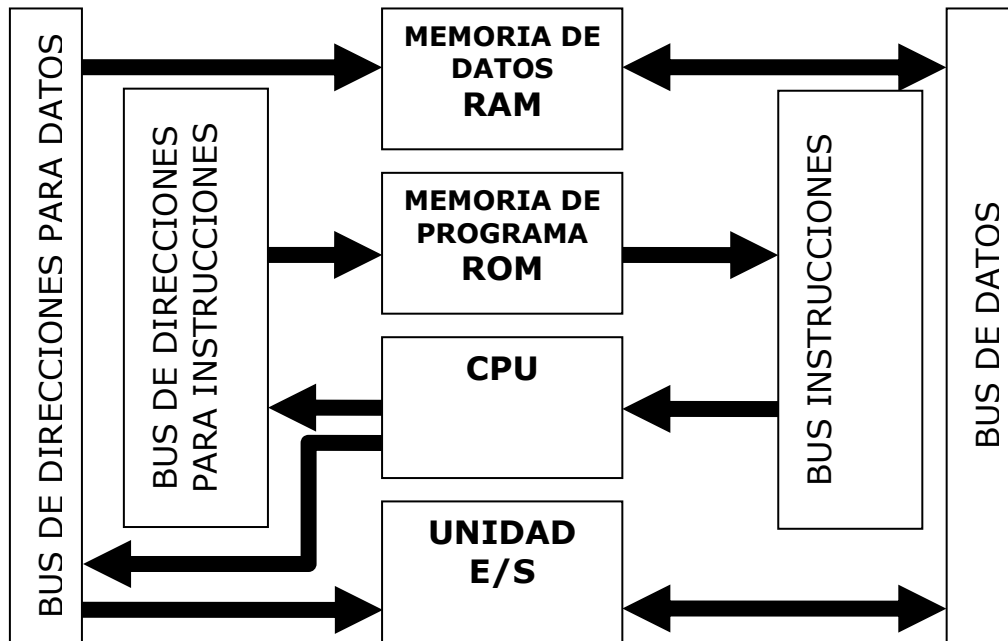 BUS DE DIRECCIONES PARA DATOS
BUS DE DIRECCIONES
PARA INSTRUCCIONES
MEMORIA DE
DATOS
RAM
MEMORIA DE
PROGRAMA
ROM
CPU
UNIDAD
E/S
BUS INSTRUCCIONES
BUS DE DATOS